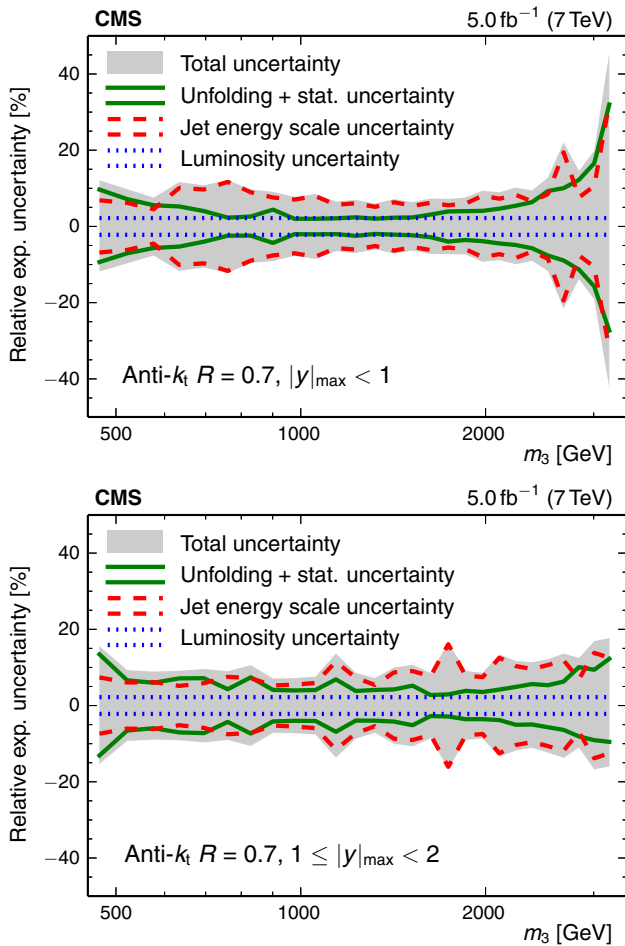 CMS 5.0 fb⁻¹ (7 TeV)
Total uncertainty
Unfolding + stat. uncertainty
Jet energy scale uncertainty
Luminosity uncertainty
Relative exp. uncertainty [%]
40
20
0
−20
−40
Anti-kₜ R = 0.7, |y|max < 1
500 1000 2000
m₃ [GeV]
CMS 5.0 fb⁻¹ (7 TeV)
Total uncertainty
Unfolding + stat. uncertainty
Jet energy scale uncertainty
Luminosity uncertainty
Relative exp. uncertainty [%]
40
20
0
−20
−40
Anti-kₜ R = 0.7, 1 ≤ |y|max < 2
500 1000 2000
m₃ [GeV]